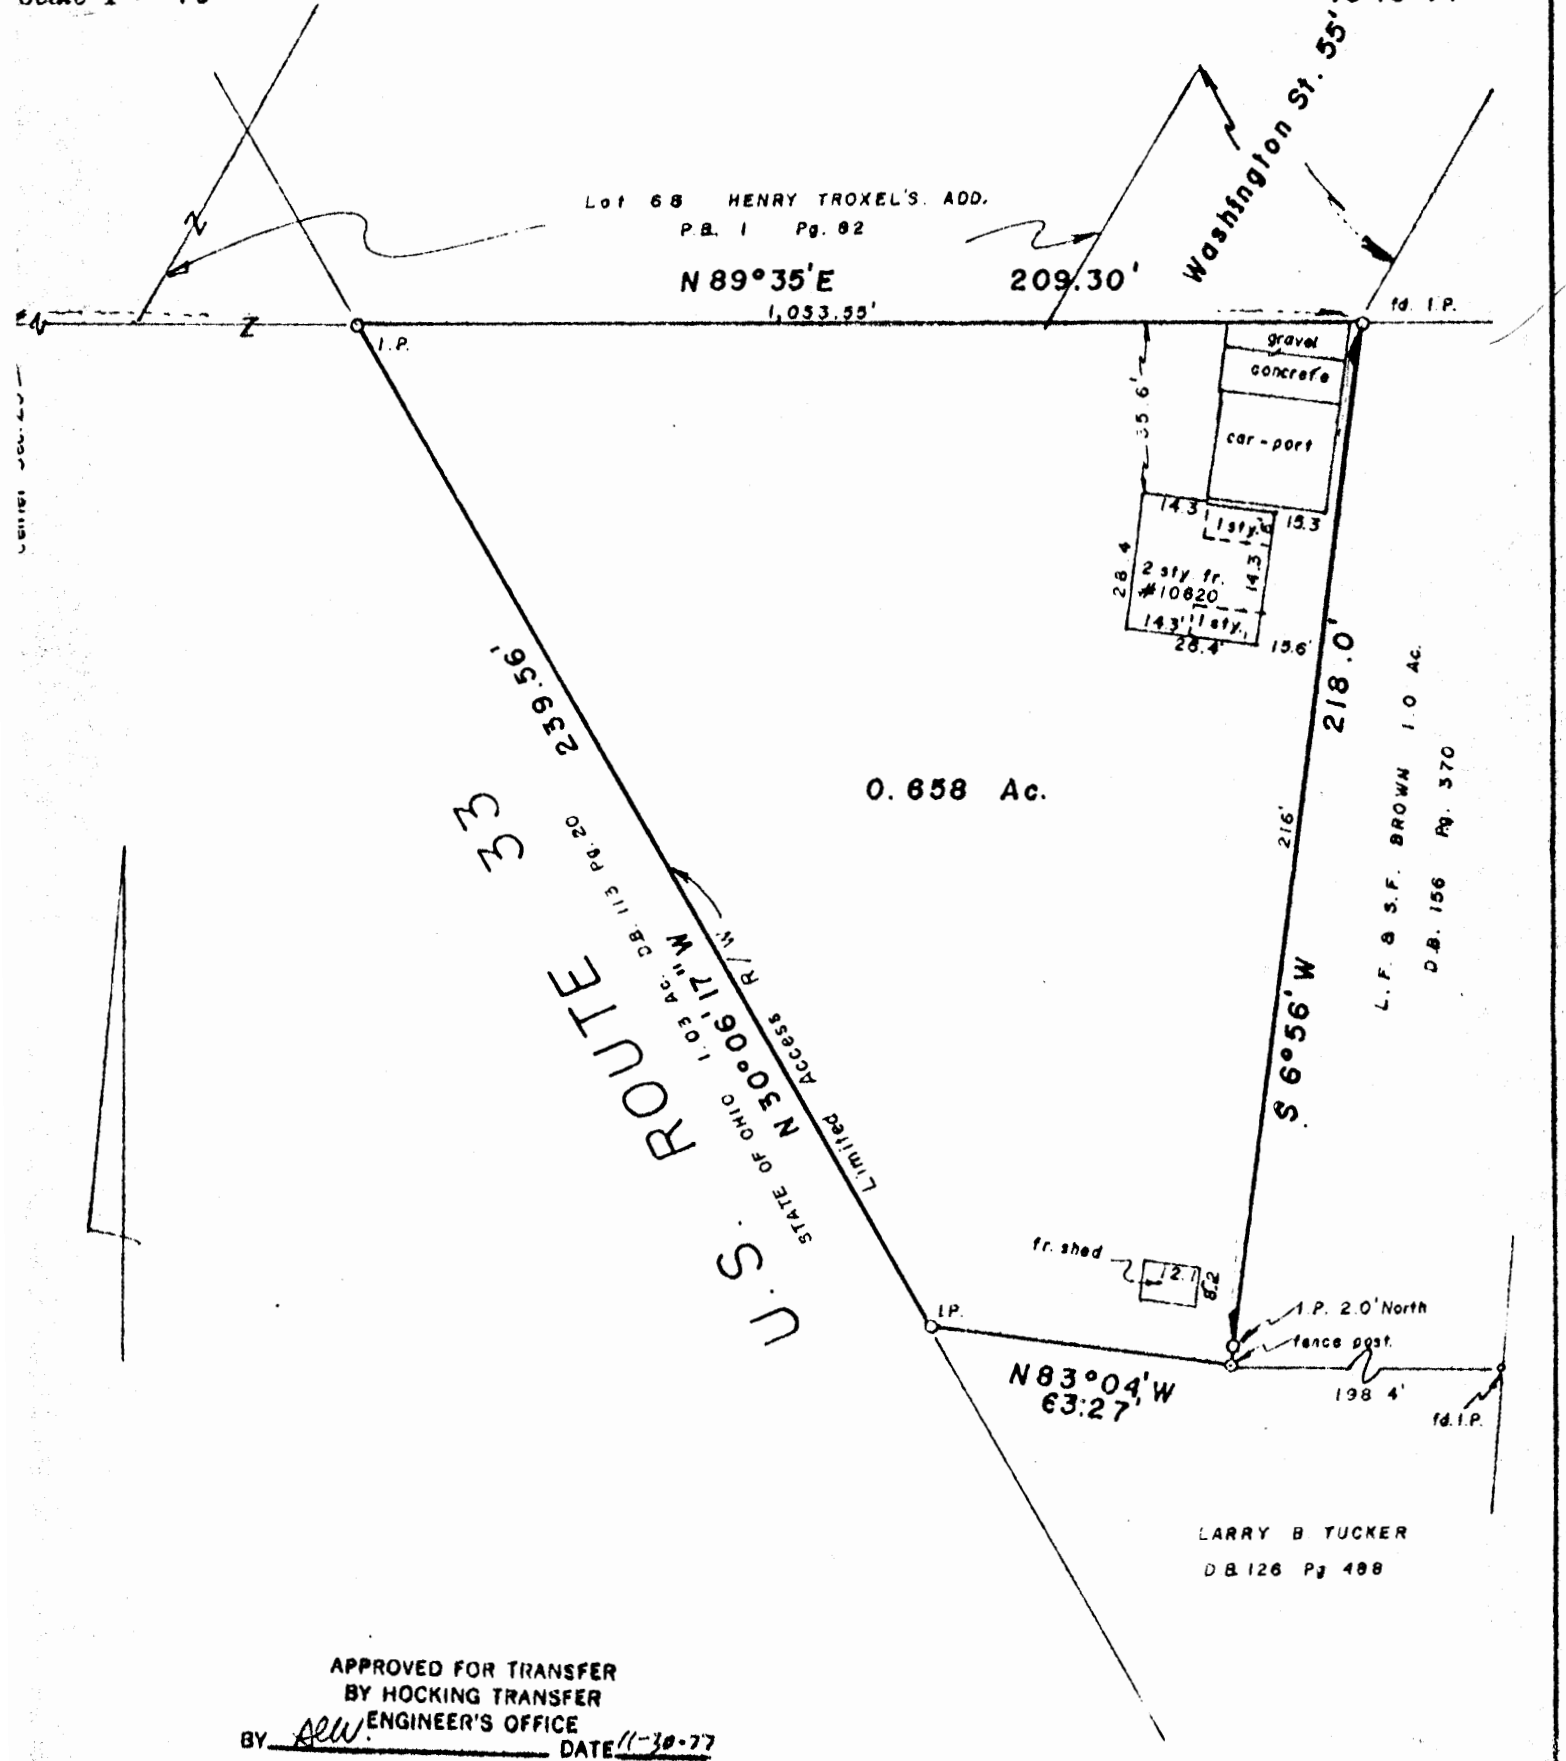 Washington St. 55'
Lot 68 HENRY TROXEL'S. ADD.
P.B. 1 Pg. 82
N 89°35'E 209.30'
1,053.55'
fd. I.P.
I.P.
gravel
concrete
car-port
35.6'
14.3
1 sty.
15.3
28.4
2 sty. fr.
#10620
14.3
14.3' 1 sty.
28.4'
15.6'
218.0'
216'
S 6°56' W
L.F. & S.F. BROWN 1.0 Ac.
D.B. 156 Pg. 370
239.56'
0.658 Ac.
U.S. ROUTE 33
STATE OF OHIO 1.03 Ac. D.B. 113 Pg. 20
N 30°06'17"W
Limited Access R/W
fr. shed
12.1
8.2
I.P.
I.P. 2.0' North
fence post.
N 83°04'W
63.27'
198.4'
fd. I.P.
LARRY B. TUCKER
D.B. 126 Pg 488
APPROVED FOR TRANSFER
BY HOCKING TRANSFER
ENGINEER'S OFFICE
BY DATE 11-30-77